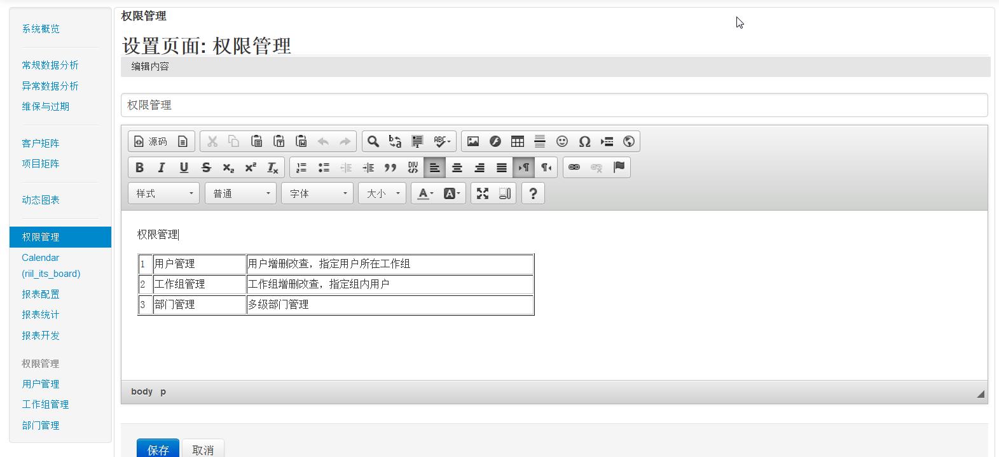 系统概览
常规数据分析
异常数据分析
维保与过期
客户矩阵
项目矩阵
动态图表
权限管理
Calendar
(riil_its_board)
报表配置
报表统计
报表开发
权限管理
用户管理
工作组管理
部门管理
权限管理
设置页面: 权限管理
编辑内容
权限管理
源码
样式 普通 字体 大小
权限管理
1 用户管理 用户增删改查，指定用户所在工作组
2 工作组管理 工作组增删改查，指定组内用户
3 部门管理 多级部门管理
body p
保存 取消